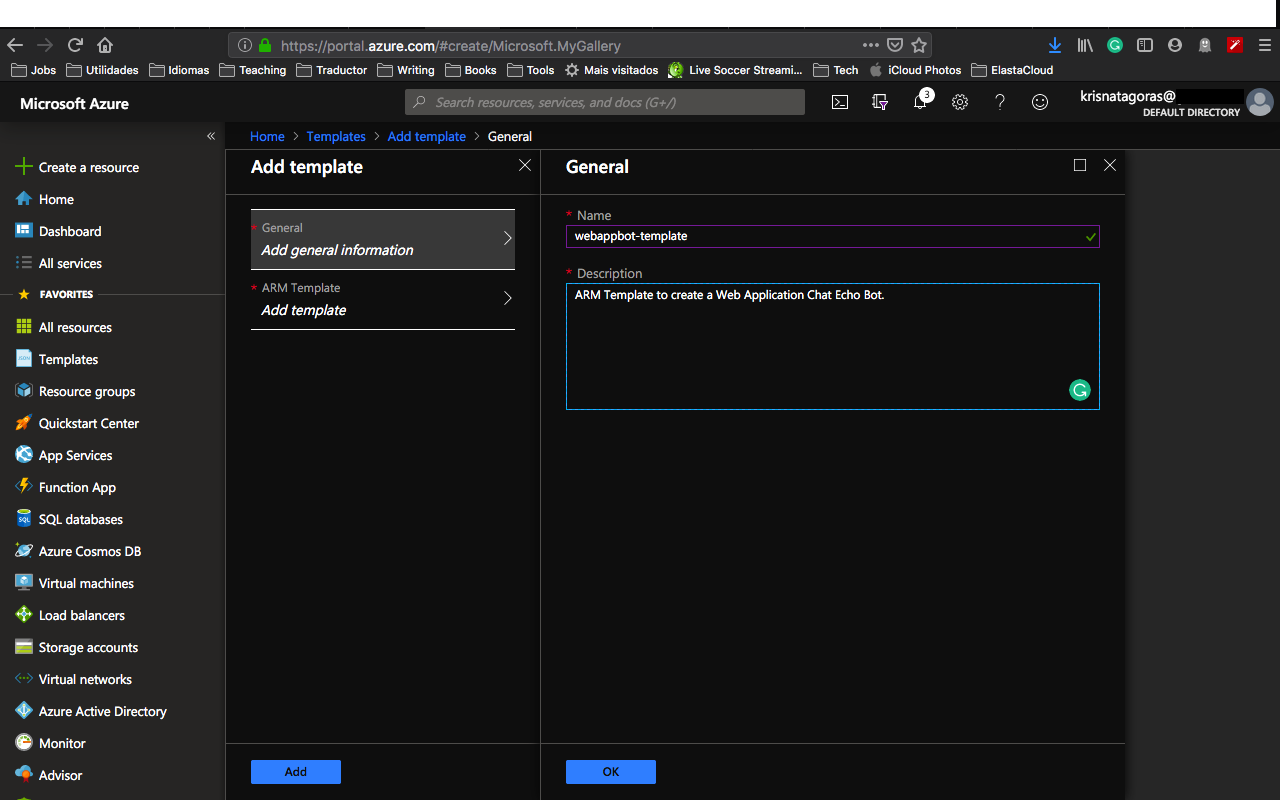 https://portal.azure.com/#create/Microsoft.MyGallery
Jobs Utilidades Idiomas Teaching Traductor Writing Books Tools Mais visitados Live Soccer Streami... Tech iCloud Photos ElastaCloud
Microsoft Azure
Search resources, services, and docs (G+/)
3
krisnatagoras@
DEFAULT DIRECTORY
«
Home > Templates > Add template > General
Create a resource
Home
Dashboard
All services
FAVORITES
All resources
Templates
Resource groups
Quickstart Center
App Services
Function App
SQL databases
Azure Cosmos DB
Virtual machines
Load balancers
Storage accounts
Virtual networks
Azure Active Directory
Monitor
Advisor
Add template
* General
Add general information
* ARM Template
Add template
Add
General
* Name
webappbot-template
* Description
ARM Template to create a Web Application Chat Echo Bot.
OK